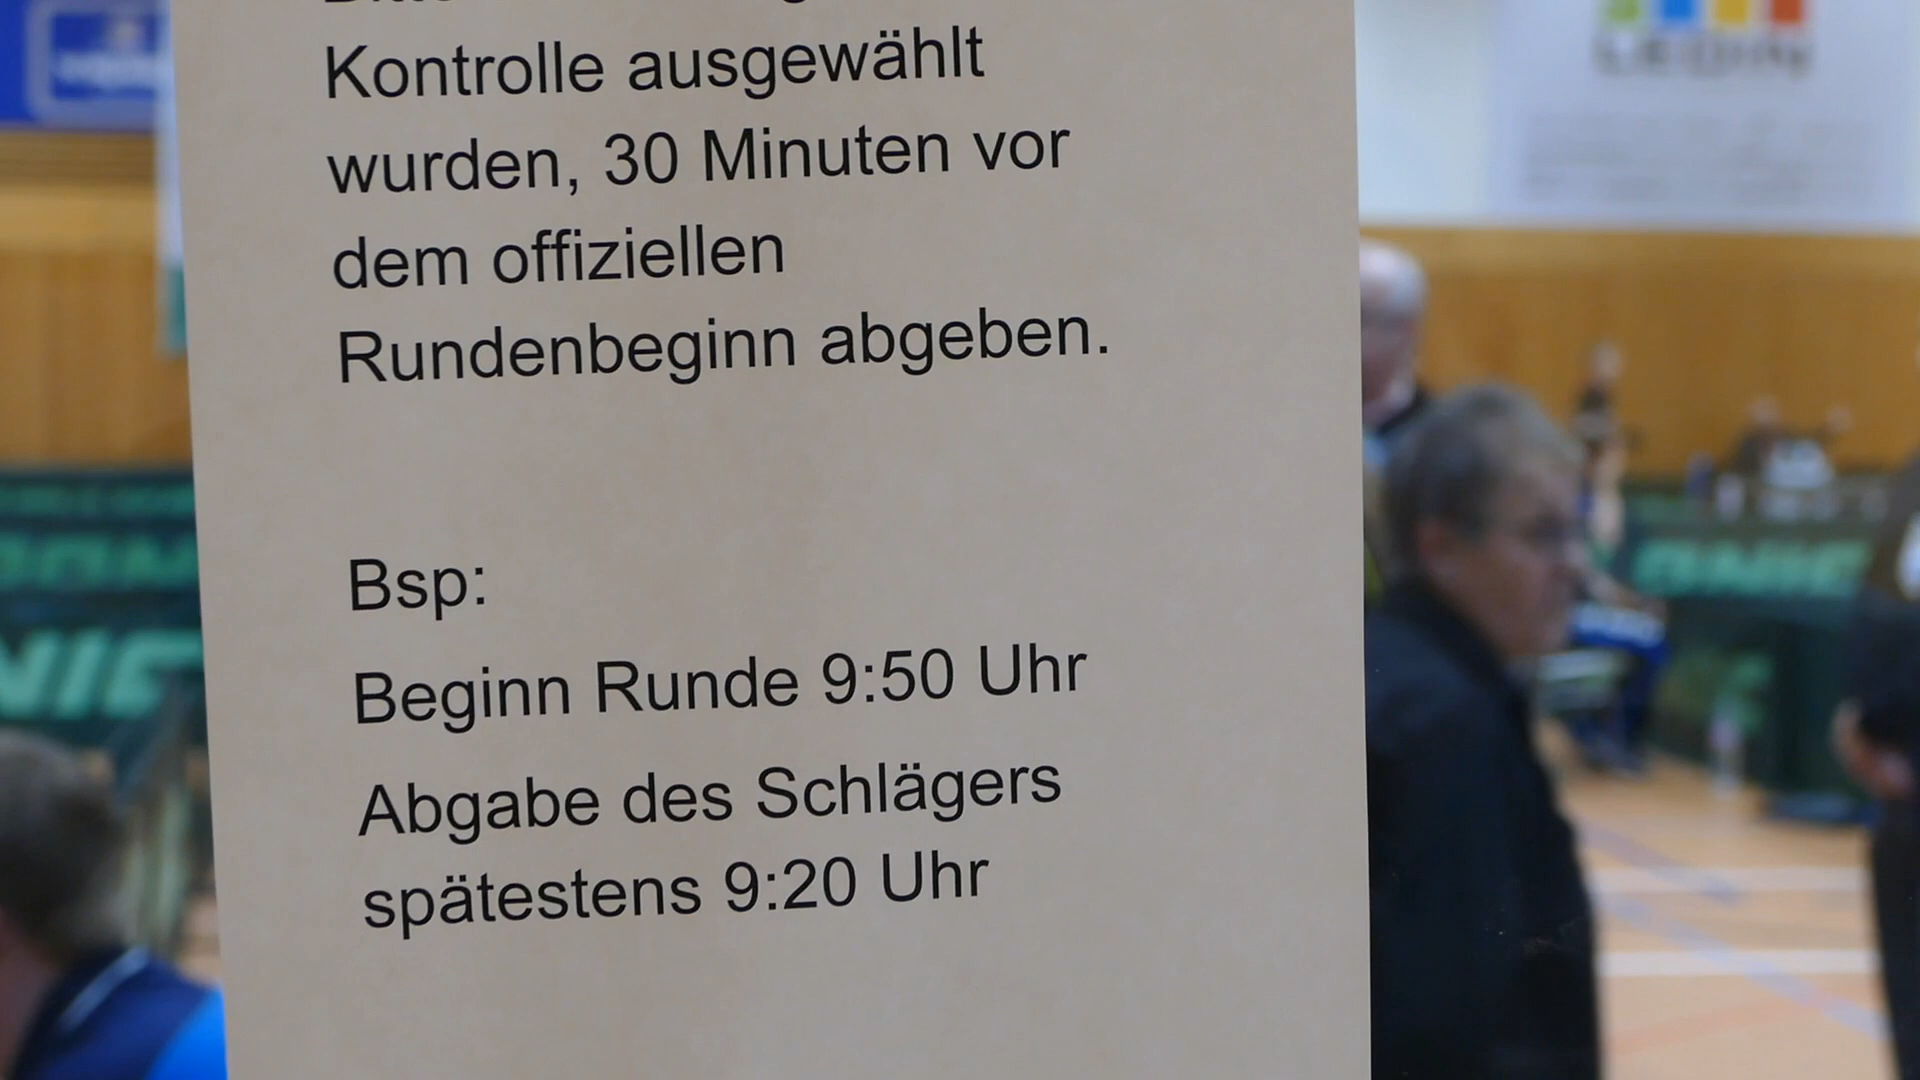 Kontrolle ausgewählt
wurden, 30 Minuten vor
dem offiziellen
Rundenbeginn abgeben.
Bsp:
Beginn Runde 9:50 Uhr
Abgabe des Schlägers
spätestens 9:20 Uhr